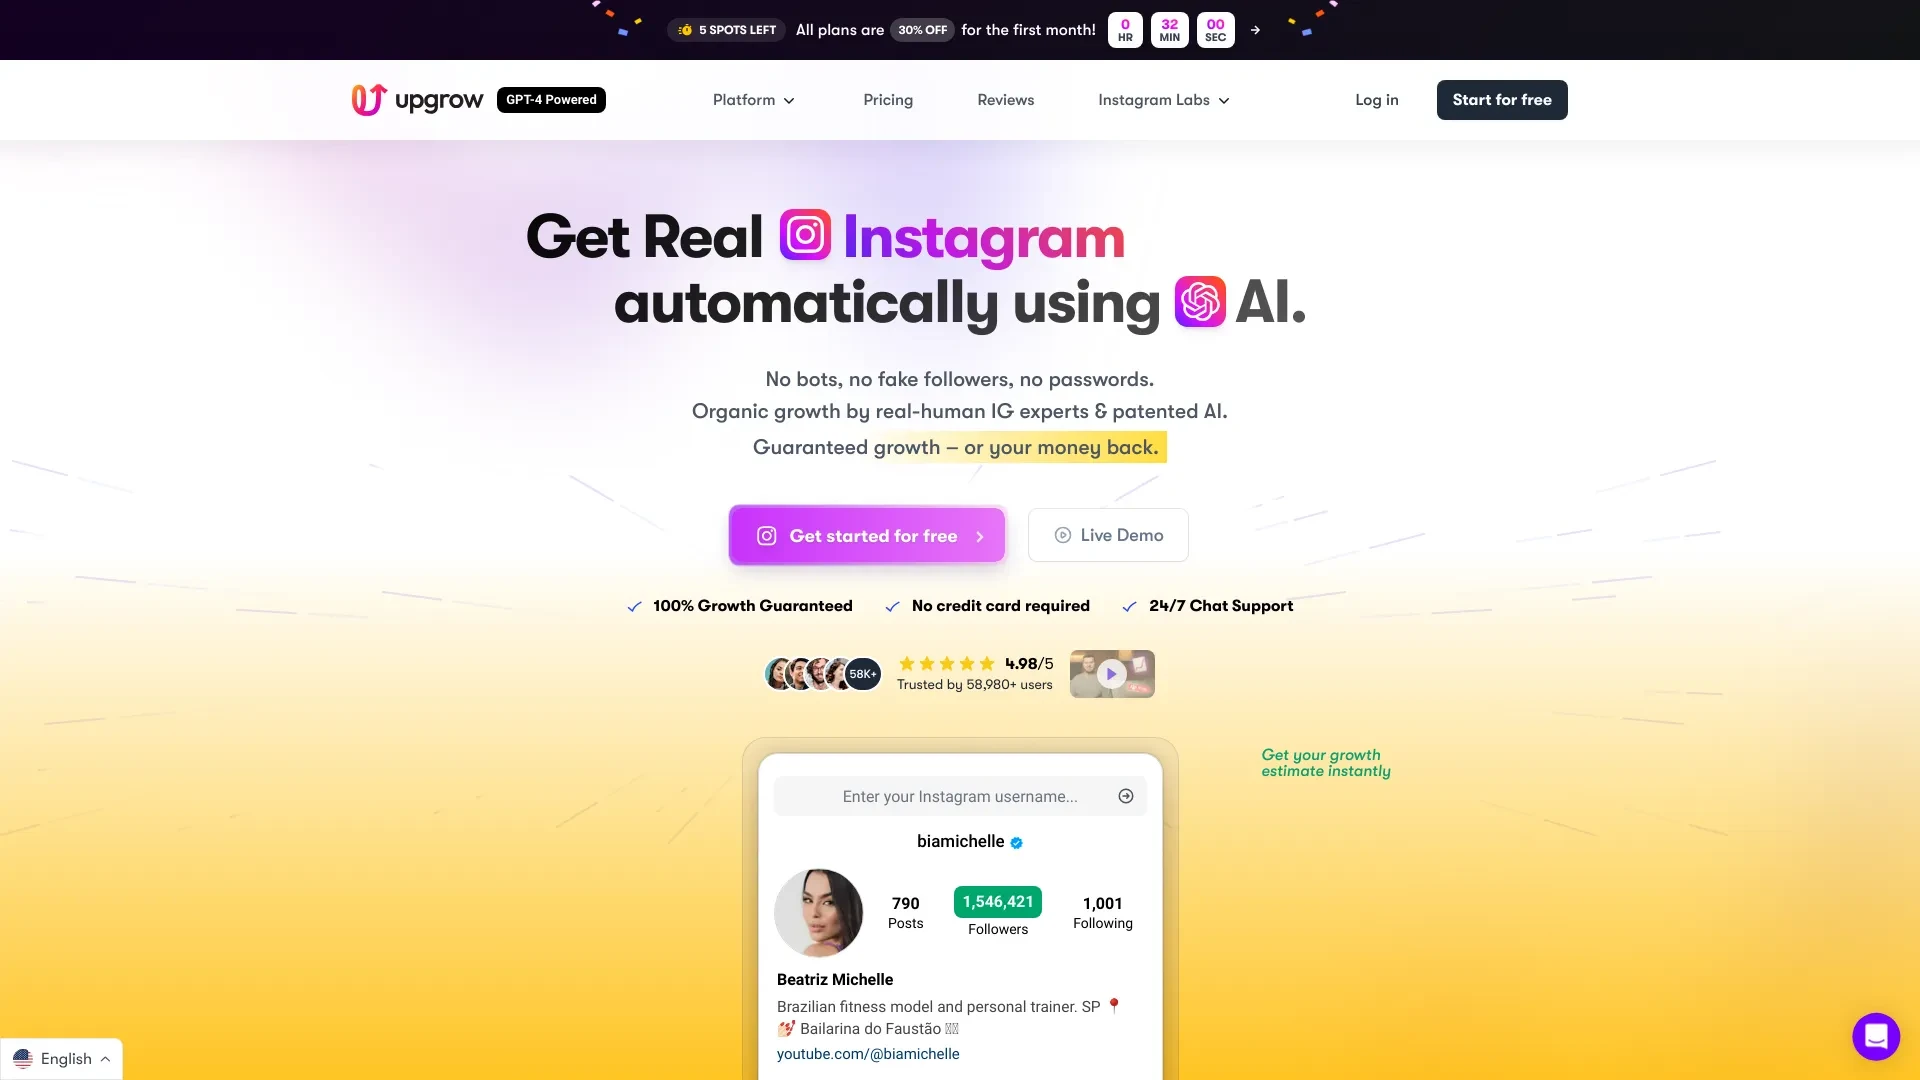 5 SPOTS LEFT All plans are 30% OFF for the first month! 0 HR 32 MIN 00 SEC
upgrow GPT-4 Powered Platform Pricing Reviews Instagram Labs Log in Start for free
Get Real Instagram
automatically using AI.
No bots, no fake followers, no passwords.
Organic growth by real-human IG experts & patented AI.
Guaranteed growth – or your money back.
Get started for free Live Demo
100% Growth Guaranteed No credit card required 24/7 Chat Support
58K+ 4.98/5
Trusted by 58,980+ users
Get your growth
estimate instantly
Enter your Instagram username...
biamichelle
790 1,546,421 1,001
Posts Followers Following
Beatriz Michelle
Brazilian fitness model and personal trainer. SP 📍
💅🏻 Bailarina do Faustão
youtube.com/@biamichelle
English